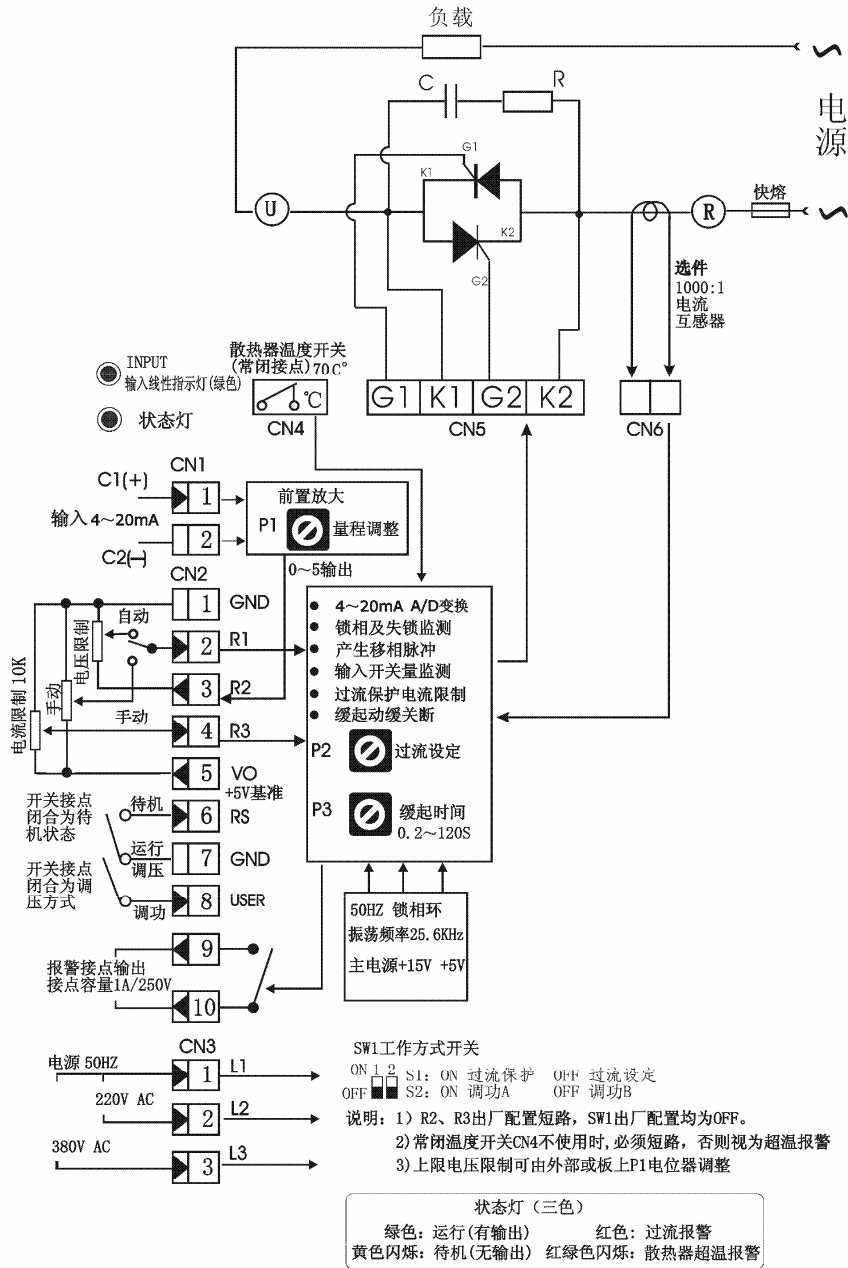 负载
C
R
电源
G1
K1
U
K2
G2
R
快熔
选件
1000:1
电流
互感器
INPUT
输入线性指示灯(绿色)
状态灯
散热器温度开关
(常闭接点)70C°
℃
CN4
G1 K1 G2 K2
CN5
CN6
CN1
C1(+)
1
输入4～20mA
2
C2(—)
前置放大
P1 量程调整
0～5输出
CN2
1 GND
自动
2 R1
电压限制
3 R2
手动
电流限制10K
手动
4 R3
5 VO
+5V基准
开关接点
闭合为待
机状态
待机
6 RS
运行
调压
7 GND
开关接点
闭合为调
压方式
调功
8 USER
9
报警接点输出
接点容量1A/250V
10
4～20mA A/D变换
锁相及失锁监测
产生移相脉冲
输入开关量监测
过流保护电流限制
缓起动缓关断
P2 过流设定
P3 缓起时间
0.2～120S
50HZ 锁相环
振荡频率25.6KHz
主电源+15V +5V
CN3
电源 50HZ
1 L1
220V AC
2 L2
380V AC
3 L3
SW1工作方式开关
ON 1 2 S1: ON 过流保护 OFF 过流设定
OFF S2: ON 调功A OFF 调功B
说明: 1) R2、R3出厂配置短路，SW1出厂配置均为OFF。
2)常闭温度开关CN4不使用时,必须短路，否则视为超温报警
3)上限电压限制可由外部或板上P1电位器调整
状态灯（三色）
绿色: 运行(有输出) 红色: 过流报警
黄色闪烁: 待机(无输出) 红绿色闪烁: 散热器超温报警